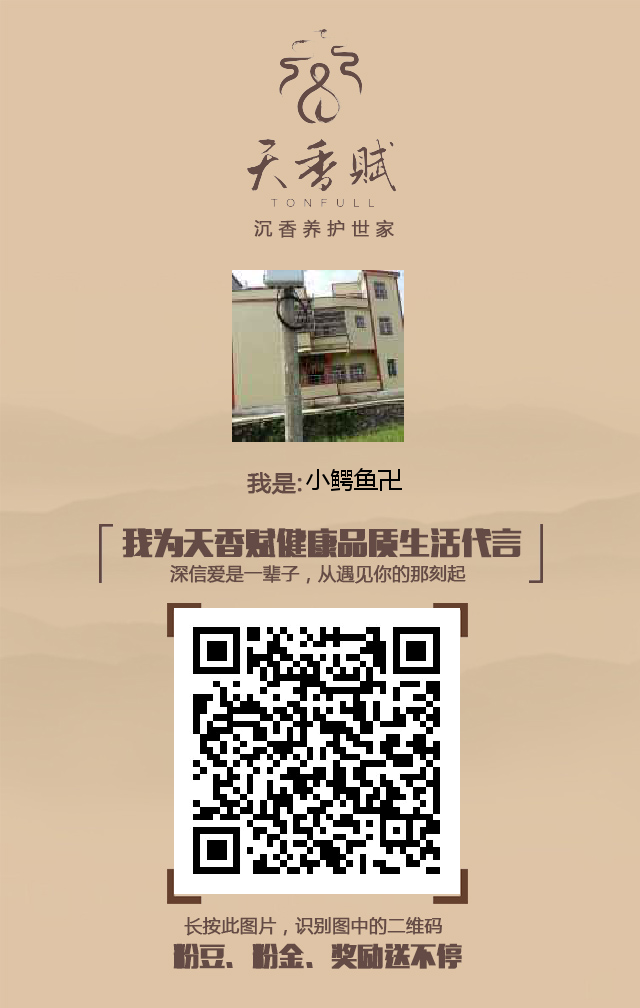 天香赋
TONFULL
沉香养护世家
我是:小鳄鱼卍
我为天香赋健康品质生活代言
深信爱是一辈子，从遇见你的那刻起
长按此图片，识别图中的二维码
粉豆、粉金、奖励送不停